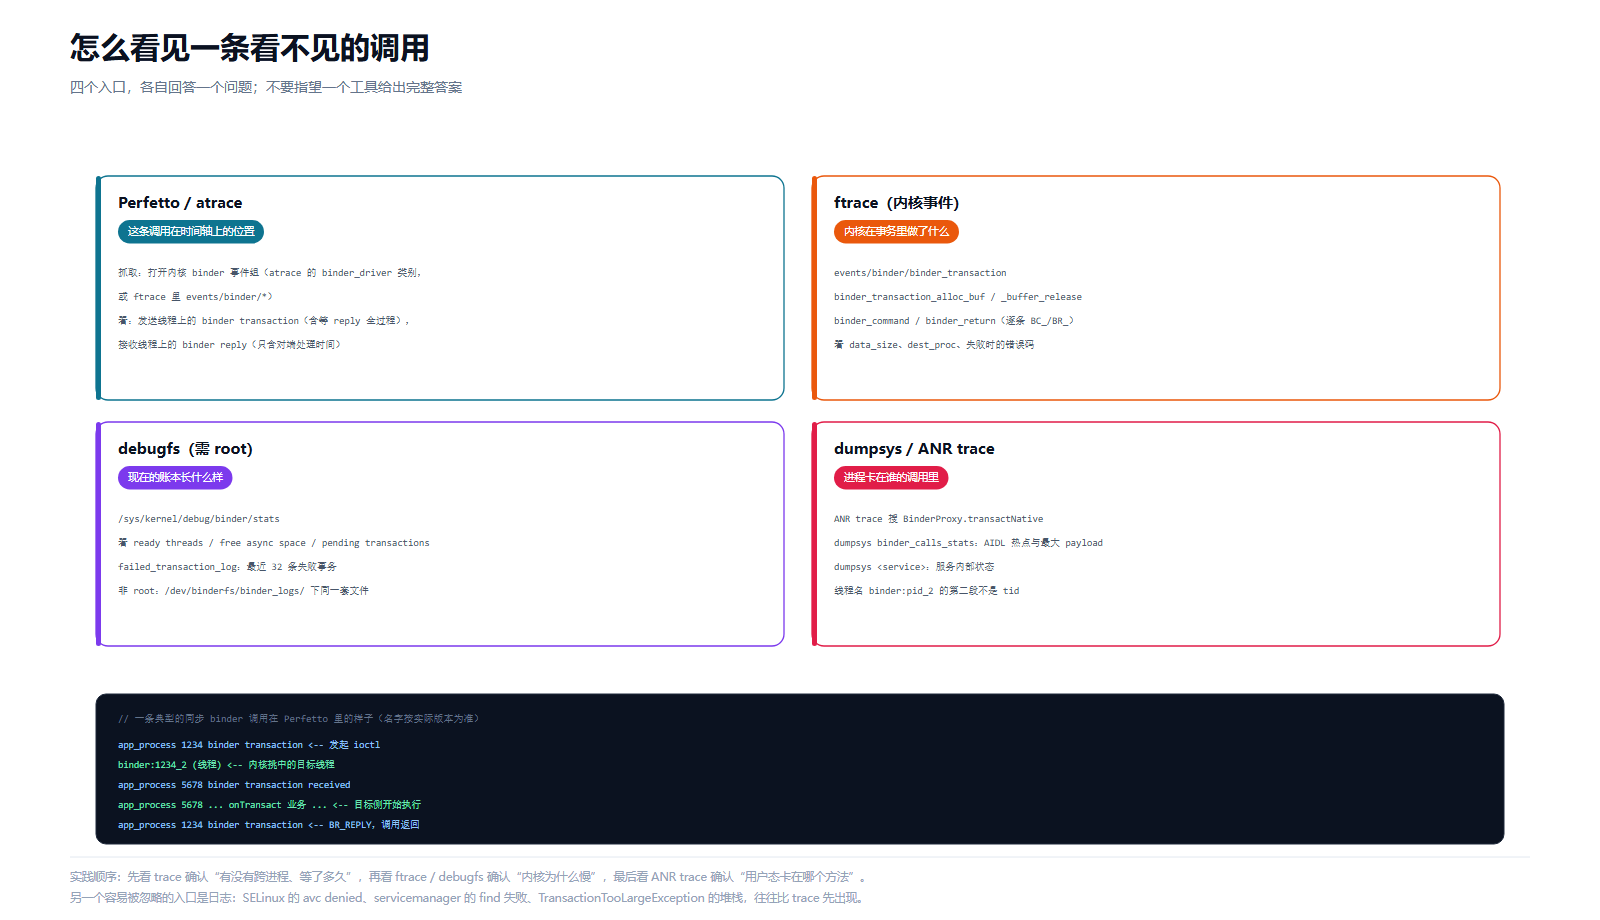 怎么看见一条看不见的调用
四个入口，各自回答一个问题；不要指望一个工具给出完整答案
Perfetto / atrace
这条调用在时间轴上的位置
抓取：打开内核 binder 事件组（atrace 的 binder_driver 类别，
或 ftrace 里 events/binder/*）
看：发送线程上的 binder transaction（含等 reply 全过程），
接收线程上的 binder reply（只含对端处理时间）
ftrace（内核事件）
内核在事务里做了什么
events/binder/binder_transaction
binder_transaction_alloc_buf / _buffer_release
binder_command / binder_return（逐条 BC_/BR_）
看 data_size、dest_proc、失败时的错误码
debugfs（需 root）
现在的账本长什么样
/sys/kernel/debug/binder/stats
看 ready threads / free async space / pending transactions
failed_transaction_log：最近 32 条失败事务
非 root：/dev/binderfs/binder_logs/ 下同一套文件
dumpsys / ANR trace
进程卡在谁的调用里
ANR trace 搜 BinderProxy.transactNative
dumpsys binder_calls_stats：AIDL 热点与最大 payload
dumpsys <service>：服务内部状态
线程名 binder:pid_2 的第二段不是 tid
// 一条典型的同步 binder 调用在 Perfetto 里的样子（名字按实际版本为准）
app_process 1234 binder transaction <-- 发起 ioctl
binder:1234_2 (线程) <-- 内核挑中的目标线程
app_process 5678 binder transaction received
app_process 5678 ... onTransact 业务 ... <-- 目标侧开始执行
app_process 1234 binder transaction <-- BR_REPLY，调用返回
实践顺序：先看 trace 确认“有没有跨进程、等了多久”，再看 ftrace / debugfs 确认“内核为什么慢”，最后看 ANR trace 确认“用户态卡在哪个方法”。
另一个容易被忽略的入口是日志：SELinux 的 avc denied、servicemanager 的 find 失败、TransactionTooLargeException 的堆栈，往往比 trace 先出现。